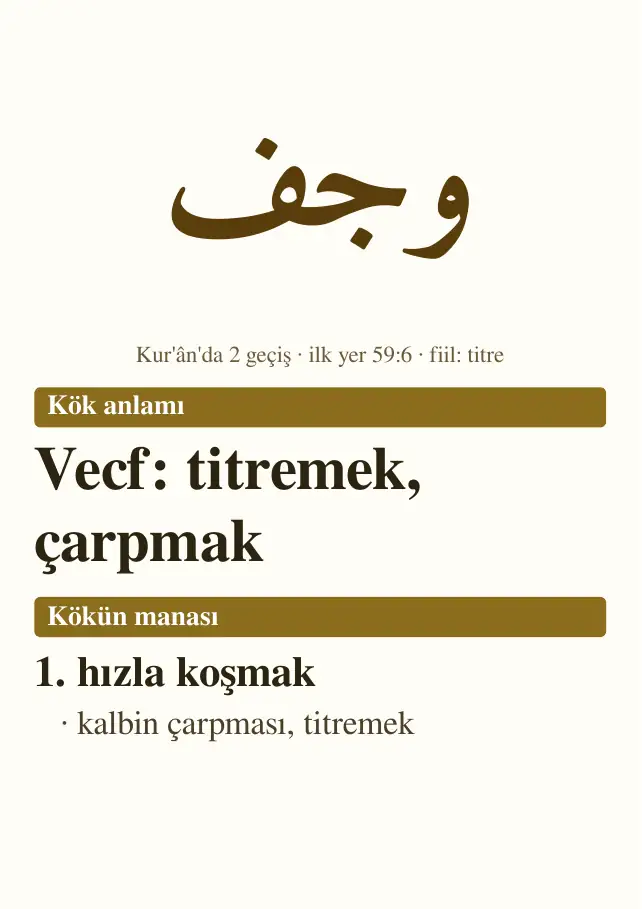 وجف
Kur'ân'da 2 geçiş · ilk yer 59:6 · fiil: titre
Kök anlamı
Vecf: titremek,
çarpmak
Kökün manası
1. hızla koşmak
· kalbin çarpması, titremek